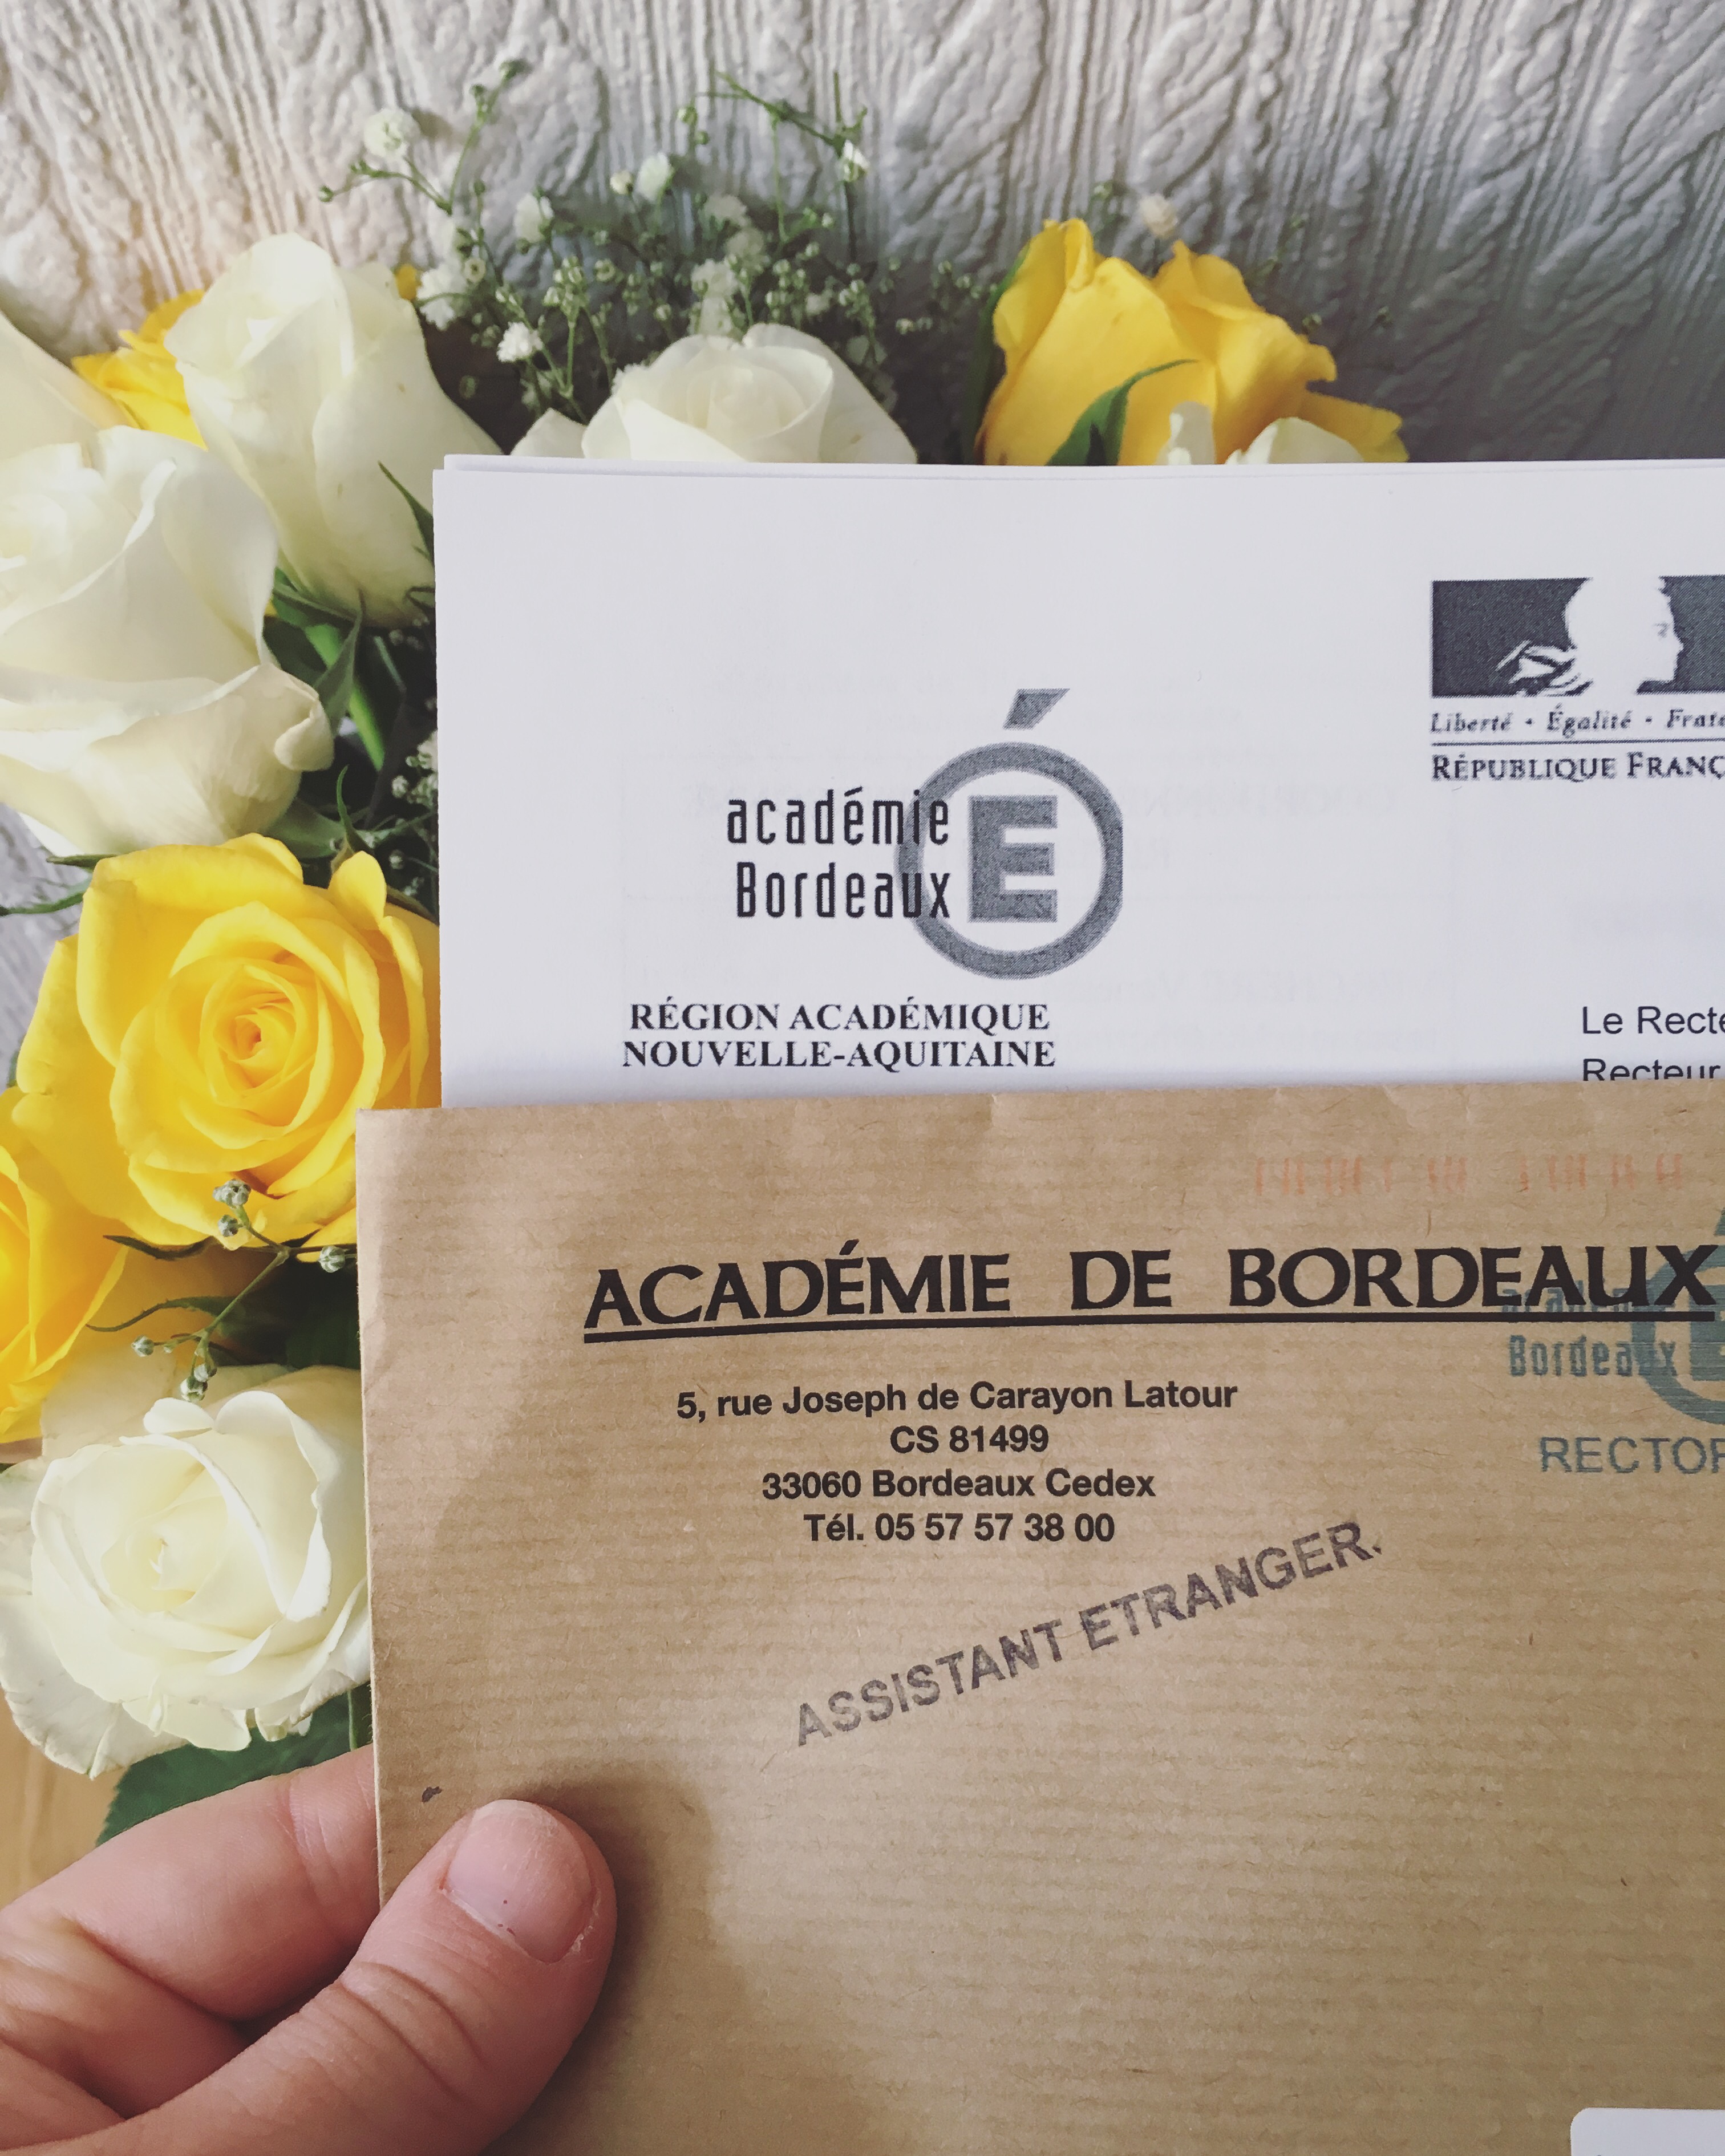 Liberté • Égalité •
RÉPUBLIQUE
académie
Bordeaux
É
RÉGION ACADÉMIQUE
NOUVELLE-AQUITAINE
Le
Recteur
ACADÉMIE DE BORDEAUX
5, rue Joseph de Carayon Latour
CS 81499
33060 Bordeaux Cedex
Tél. 05 57 57 38 00
Bordeaux
ASSISTANT ETRANGER.